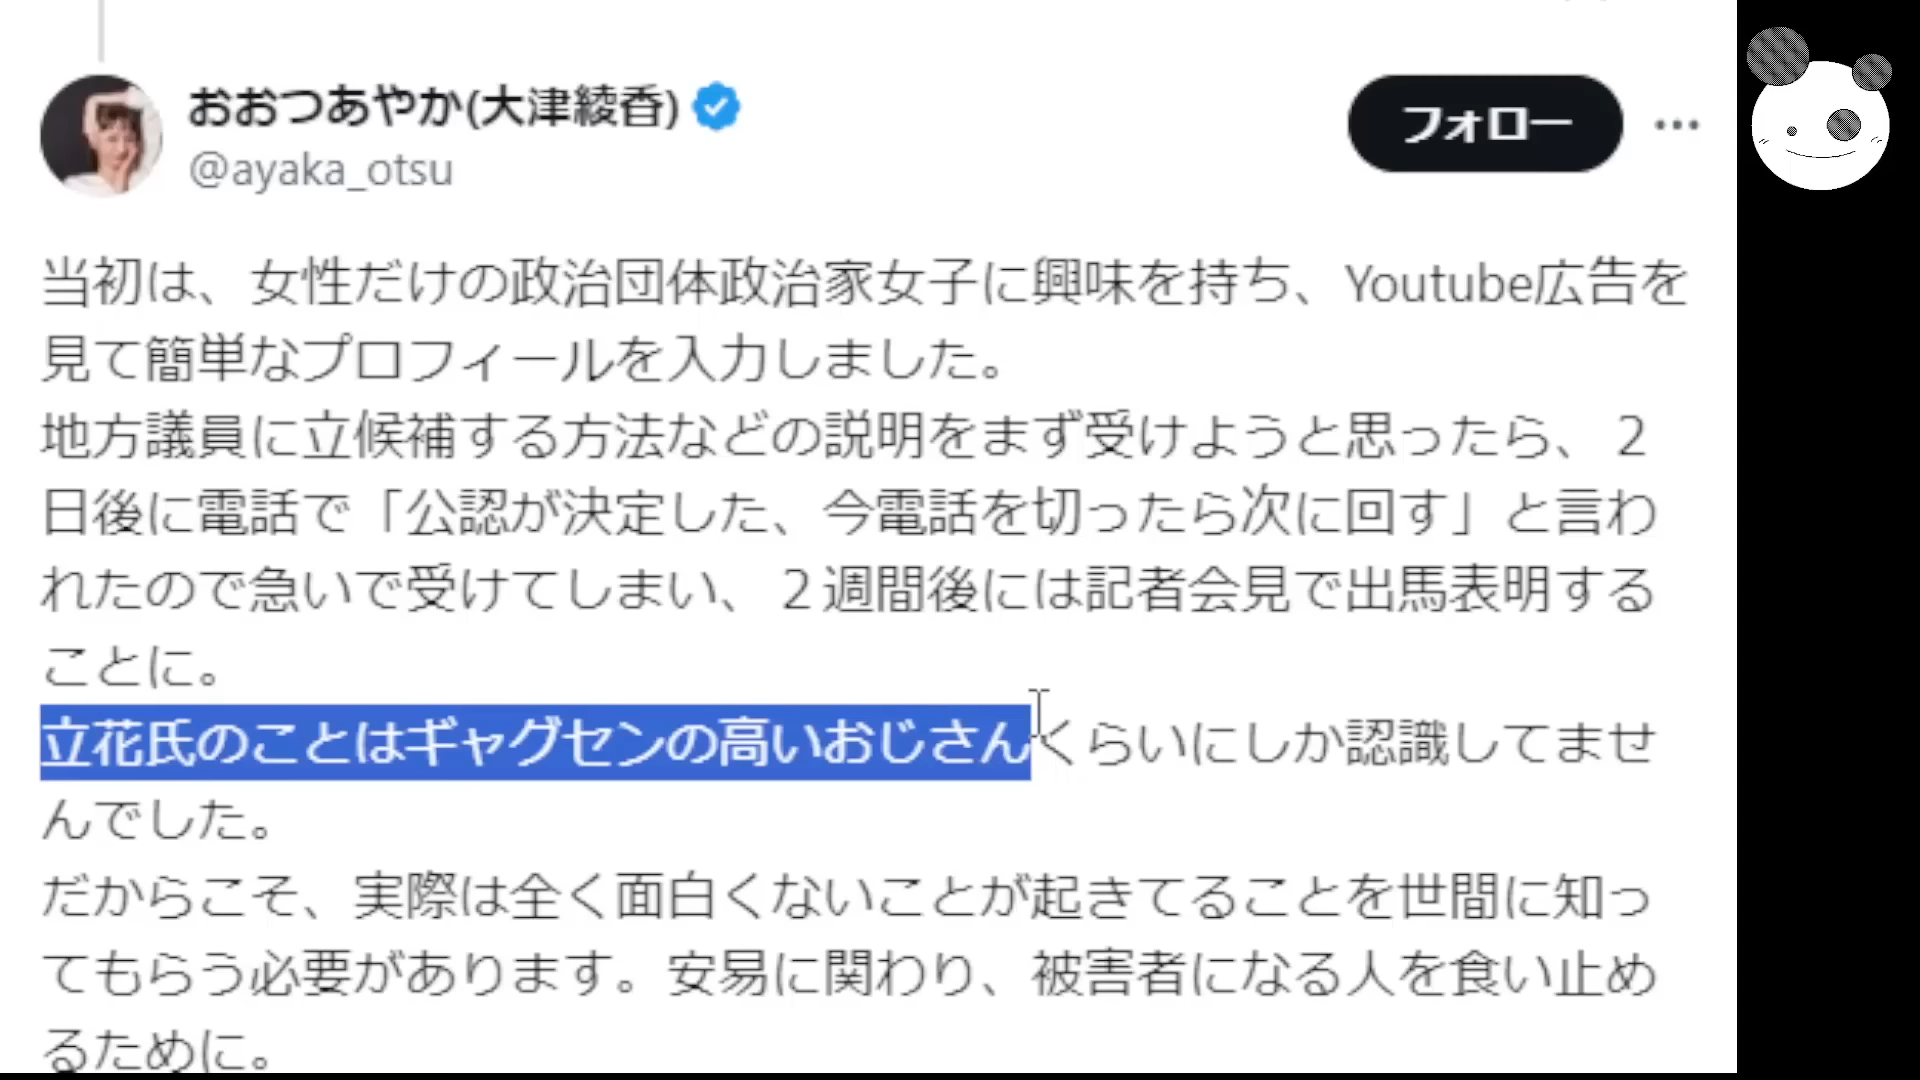 おおつあやか(大津綾香)
@ayaka_otsu
フォロー
当初は、女性だけの政治団体政治家女子に興味を持ち、Youtube広告を
見て簡単なプロフィールを入力しました。
地方議員に立候補する方法などの説明をまず受けようと思ったら、２
日後に電話で「公認が決定した、今電話を切ったら次に回す」と言わ
れたので急いで受けてしまい、２週間後には記者会見で出馬表明する
ことに。
立花氏のことはギャグセンの高いおじさんくらいにしか認識してませ
んでした。
だからこそ、実際は全く面白くないことが起きてることを世間に知っ
てもらう必要があります。安易に関わり、被害者になる人を食い止め
るために。